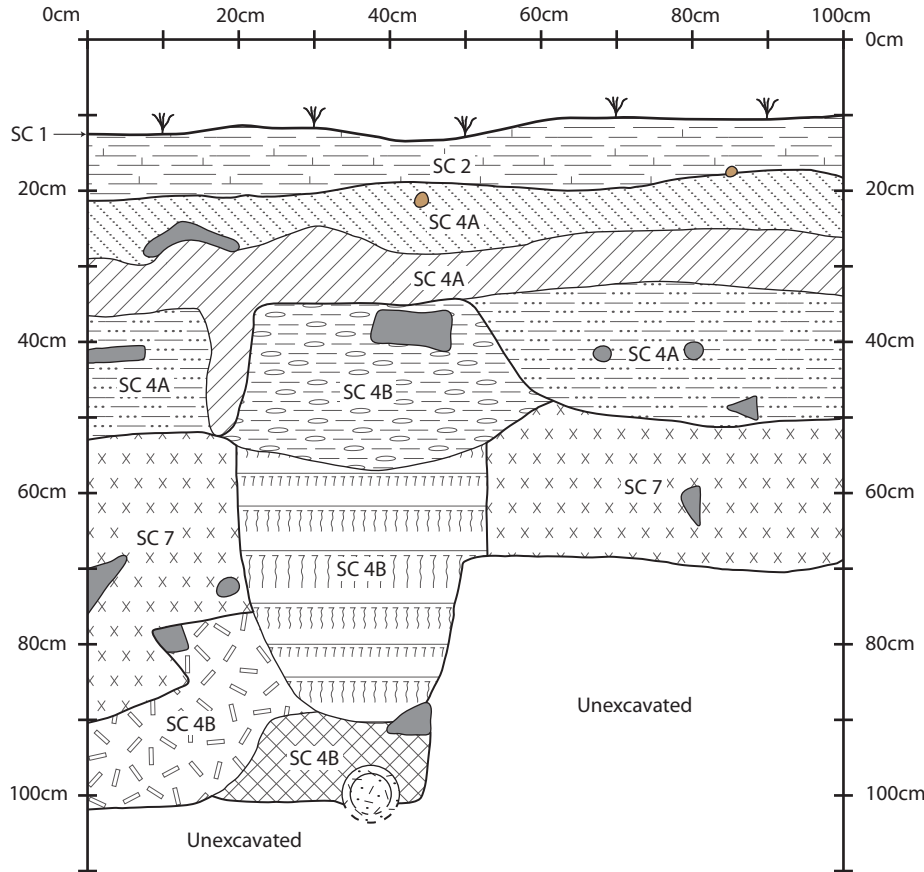 0cm 20cm 40cm 60cm 80cm 100cm
0cm
SC 1
SC 2
20cm 20cm
SC 4A
SC 4A
40cm 40cm
SC 4A
SC 4A
SC 4B
60cm 60cm
SC 7
SC 7
SC 4B
80cm 80cm
Unexcavated
SC 4B
SC 4B
100cm 100cm
Unexcavated